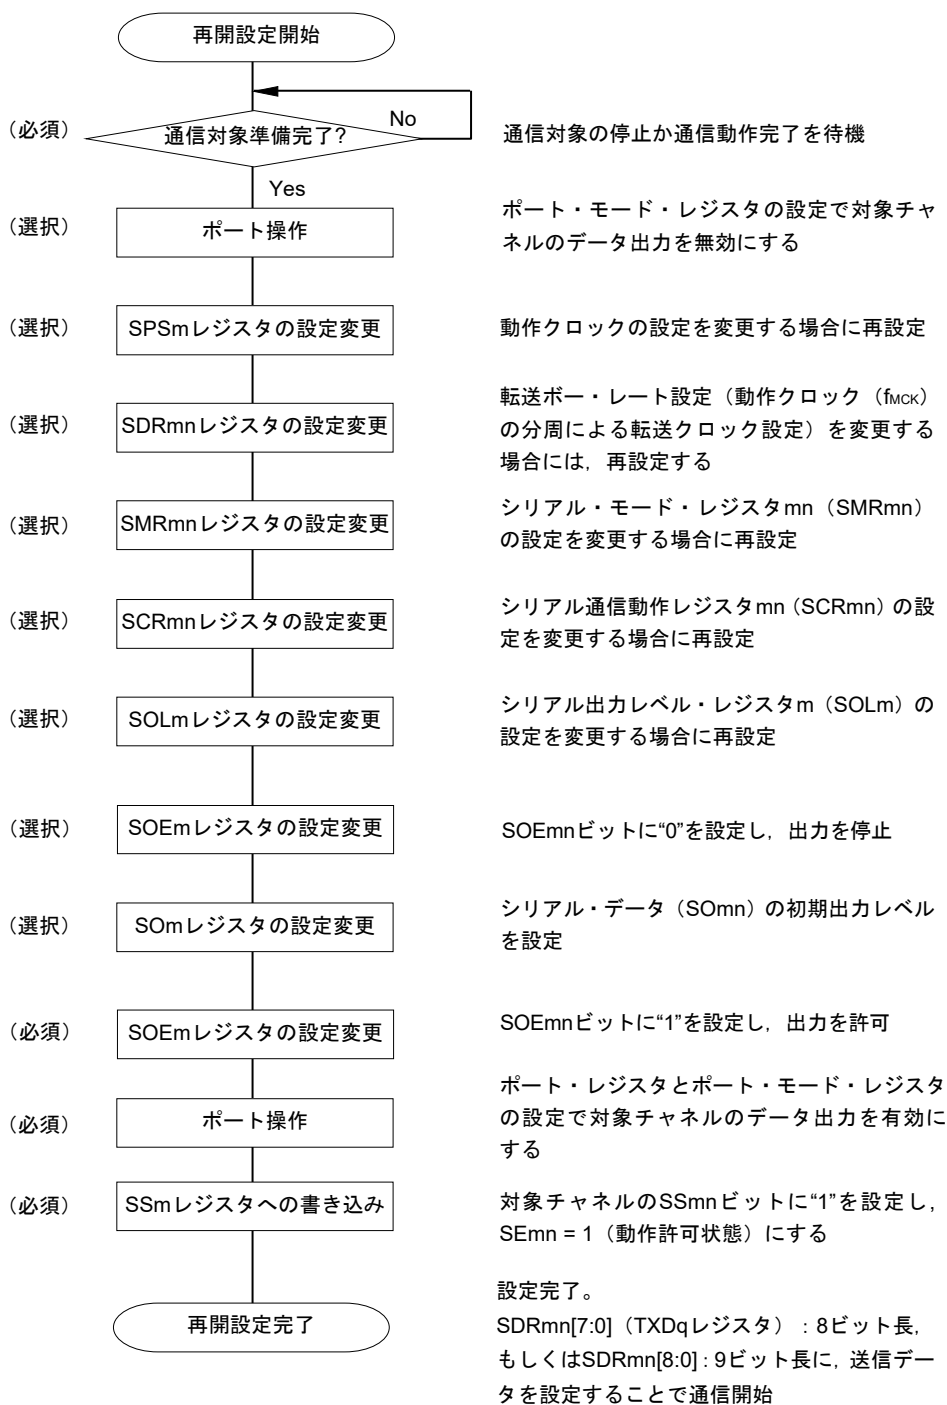 再開設定開始
No
(必須)
通信対象準備完了?
通信対象の停止か通信動作完了を待機
Yes
(選択)
ポート操作
ポート・モード・レジスタの設定で対象チャ
ネルのデータ出力を無効にする
(選択)
SPSmレジスタの設定変更
動作クロックの設定を変更する場合に再設定
(選択)
SDRmnレジスタの設定変更
転送ボー・レート設定(動作クロック(fMCK)
の分周による転送クロック設定)を変更する
場合には,再設定する
(選択)
SMRmnレジスタの設定変更
シリアル・モード・レジスタmn(SMRmn)
の設定を変更する場合に再設定
(選択)
SCRmnレジスタの設定変更
シリアル通信動作レジスタmn(SCRmn)の設
定を変更する場合に再設定
(選択)
SOLmレジスタの設定変更
シリアル出力レベル・レジスタm(SOLm)の
設定を変更する場合に再設定
(選択)
SOEmレジスタの設定変更
SOEmnビットに“0”を設定し,出力を停止
(選択)
SOmレジスタの設定変更
シリアル・データ(SOmn)の初期出力レベル
を設定
(必須)
SOEmレジスタの設定変更
SOEmnビットに“1”を設定し,出力を許可
(必須)
ポート操作
ポート・レジスタとポート・モード・レジスタ
の設定で対象チャネルのデータ出力を有効に
する
(必須)
SSmレジスタへの書き込み
対象チャネルのSSmnビットに“1”を設定し,
SEmn = 1(動作許可状態)にする
再開設定完了
設定完了。
SDRmn[7:0](TXDqレジスタ):8ビット長,
もしくはSDRmn[8:0]:9ビット長に,送信デー
タを設定することで通信開始